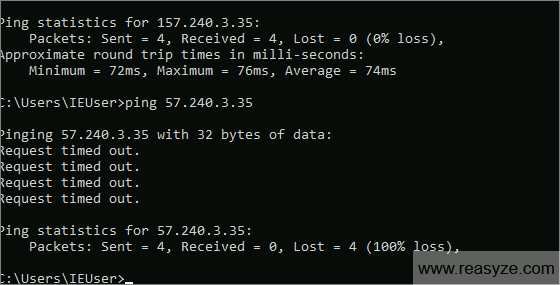 Ping statistics for 157.240.3.35:
    Packets: Sent = 4, Received = 4, Lost = 0 (0% loss),
Approximate round trip times in milli-seconds:
    Minimum = 72ms, Maximum = 76ms, Average = 74ms
C:\Users\IEUser>ping 57.240.3.35
Pinging 57.240.3.35 with 32 bytes of data:
Request timed out.
Request timed out.
Request timed out.
Request timed out.
Ping statistics for 57.240.3.35:
    Packets: Sent = 4, Received = 0, Lost = 4 (100% loss),
C:\Users\IEUser>_
www.reasyze.com